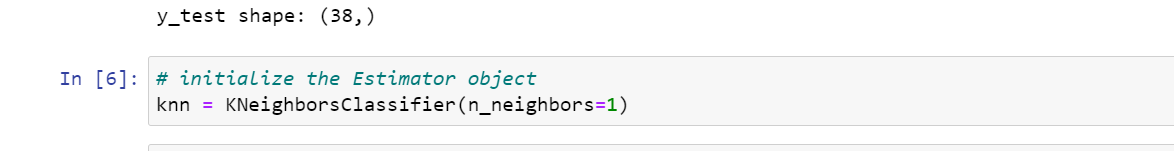 y_test shape: (38,)
In [6]: # initialize the Estimator object
knn = KNeighborsClassifier(n_neighbors=1)